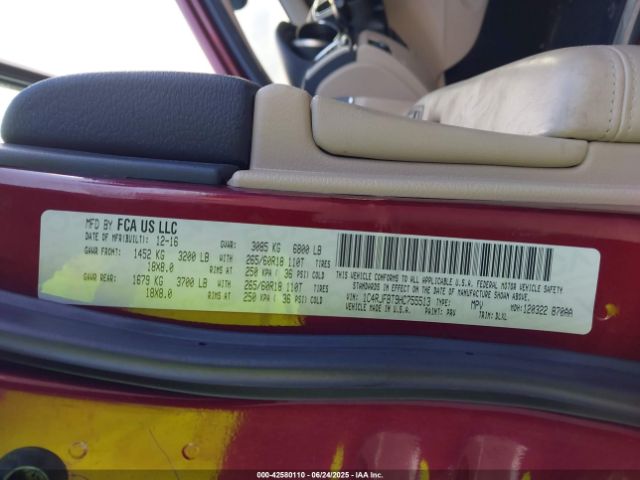 MFD BY FCA US LLC
DATE OF MFR(BUILT): 12-16 GVWR: 3085 KG 6800 LB
GAWR FRONT: 1452 KG 3200 LB WITH 265/60R18 110T TIRES
18X8.0 RIMS AT 250 KPA ( 36 PSI) COLD
GAWR REAR: 1679 KG 3700 LB WITH 265/60R18 110T TIRES
18X8.0 RIMS AT 250 KPA ( 36 PSI) COLD
THIS VEHICLE CONFORMS TO ALL APPLICABLE U.S.A. FEDERAL MOTOR VEHICLE SAFETY
STANDARDS IN EFFECT ON THE DATE OF MANUFACTURE SHOWN ABOVE.
VIN: 1C4RJFBT9HC755513 TYPE: MPV MDH: 120322 870AA
VEHICLE MADE IN U.S.A. PAINT: PRV TRIM: DLXL
000-42580110 - 06/24/2025 - IAAI.com